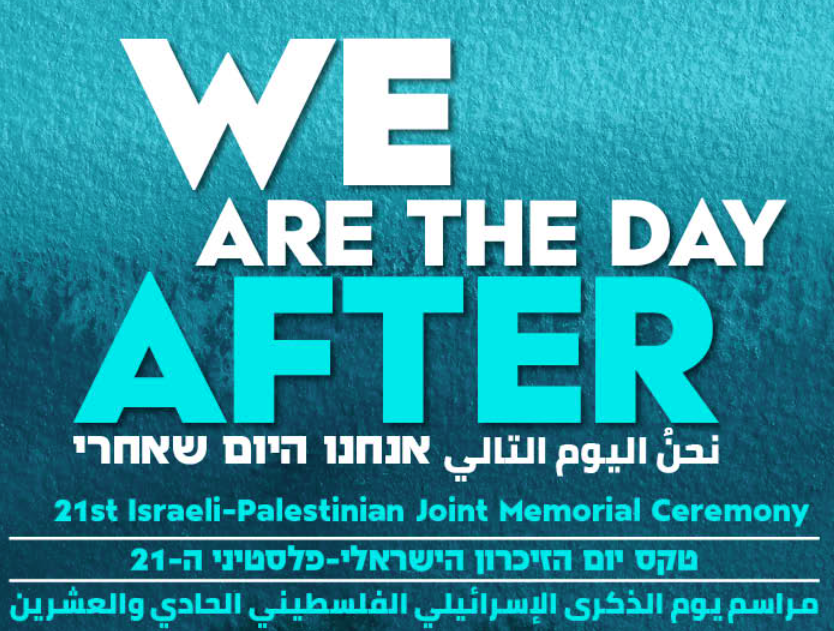 WE
ARE THE DAY
AFTER
نحنُ اليوم التالي אנחנו היום שאחרי
21st Israeli-Palestinian Joint Memorial Ceremony
טקס יום הזיכרון הישראלי-פלסטיני ה-21
مراسم يوم الذكرى الإسرائيلي الفلسطيني الحادي والعشرين